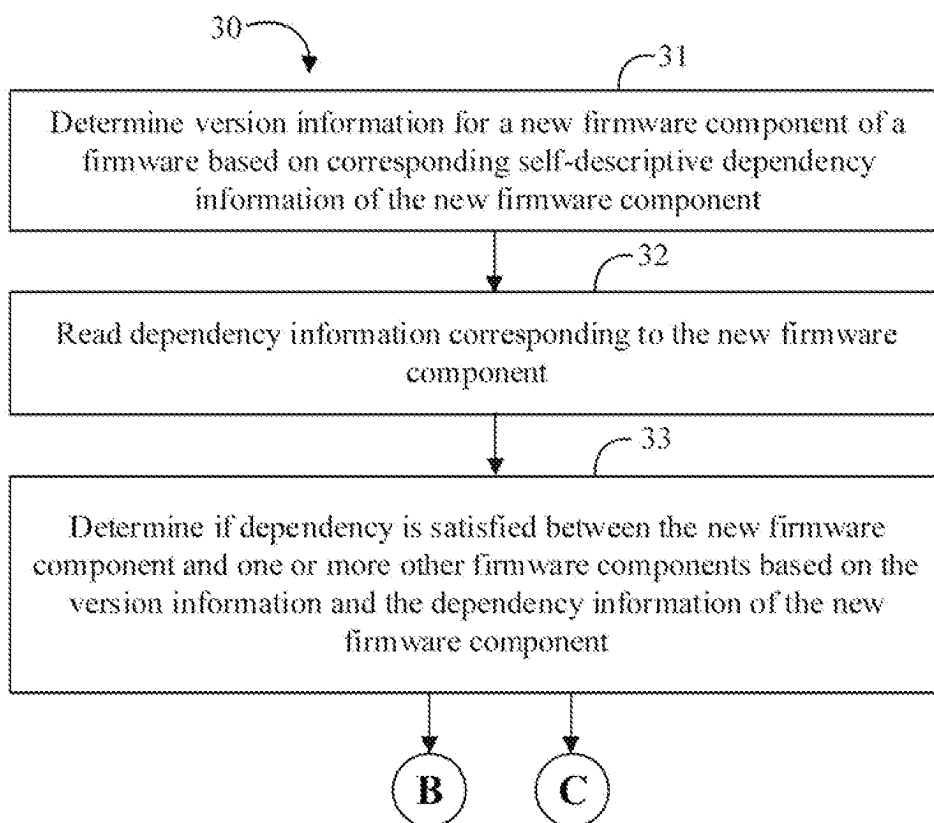 30
31
Determine version information for a new firmware component of a
firmware based on corresponding self-descriptive dependency
information of the new firmware component
32
Read dependency information corresponding to the new firmware
component
33
Determine if dependency is satisfied between the new firmware
component and one or more other firmware components based on the
version information and the dependency information of the new
firmware component
B
C